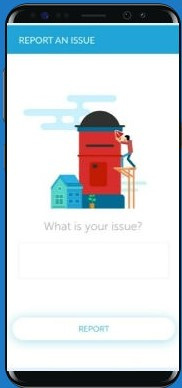 REPORT AN ISSUE
What is your issue?
REPORT